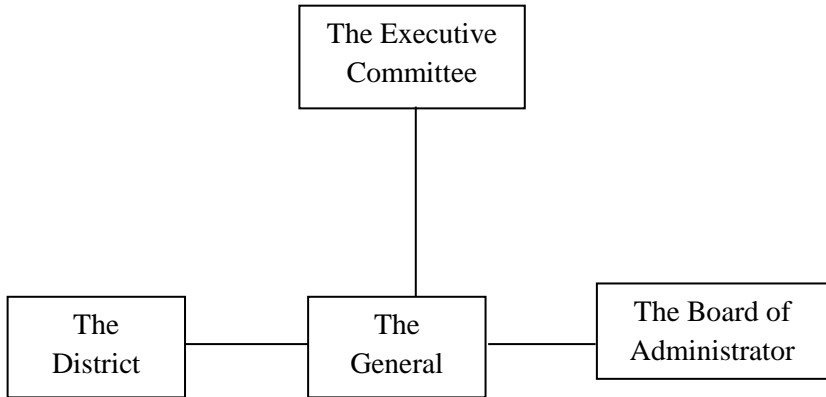 The Executive
Committee
The
District
The
General
The Board of
Administrator